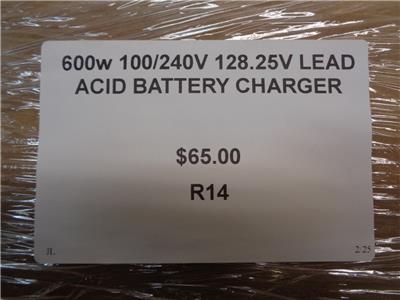 600w 100/240V 128.25V LEAD
ACID BATTERY CHARGER
$65.00
R14
JL
2/25